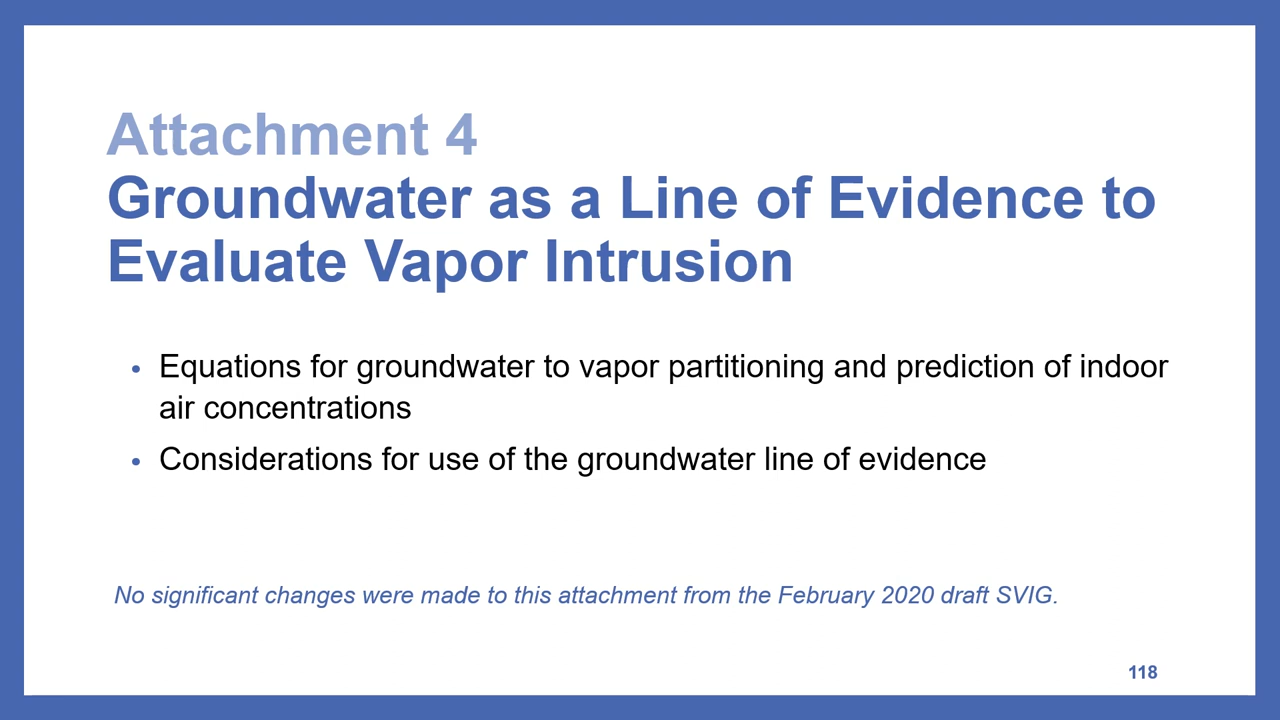 Attachment 4
Groundwater as a Line of Evidence to
Evaluate Vapor Intrusion
• Equations for groundwater to vapor partitioning and prediction of indoor
air concentrations
• Considerations for use of the groundwater line of evidence
No significant changes were made to this attachment from the February 2020 draft SVIG.
118